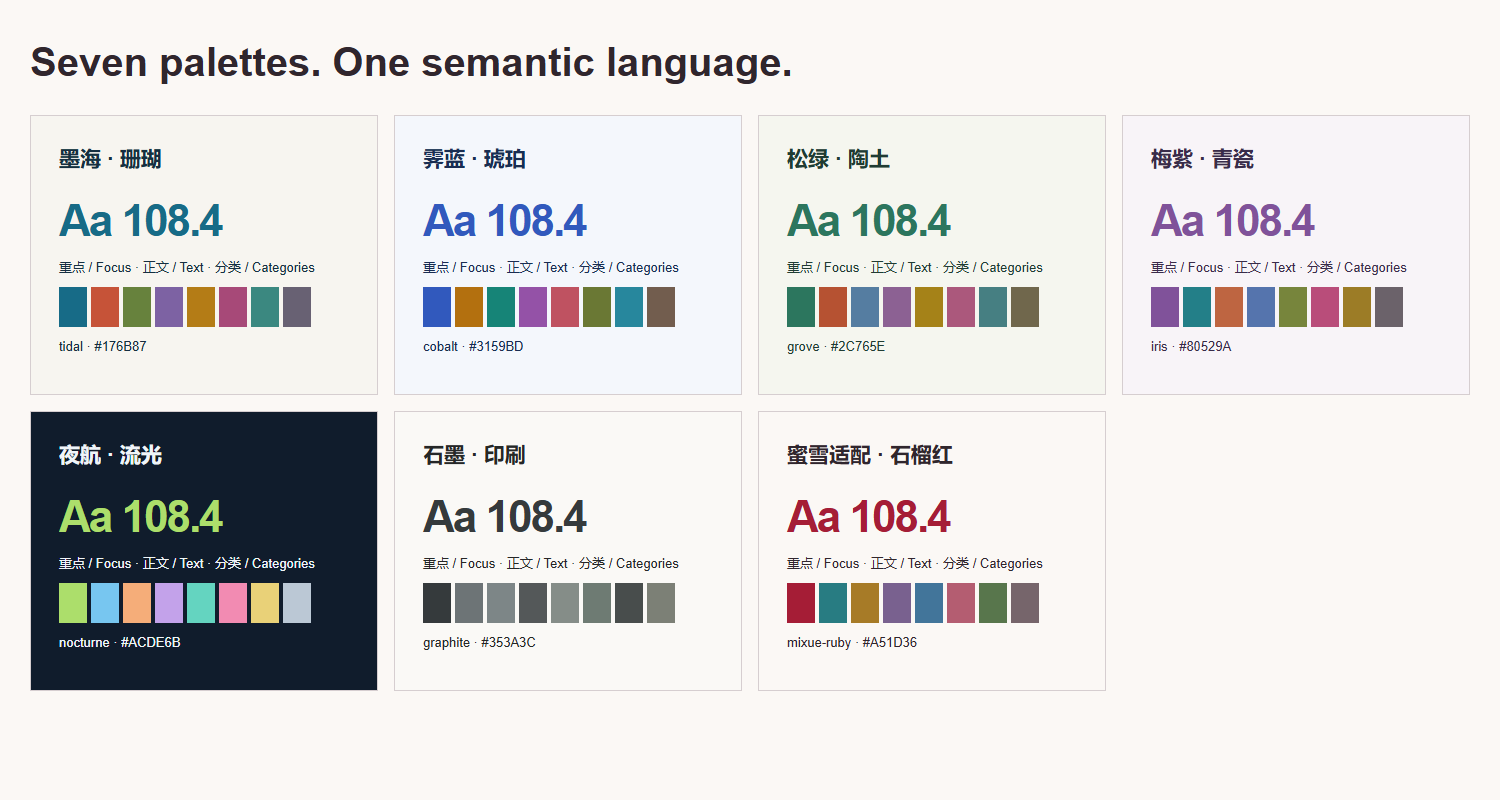 Seven palettes. One semantic language.
墨海 · 珊瑚
Aa 108.4
重点 / Focus · 正文 / Text · 分类 / Categories
tidal · #176B87
霁蓝 · 琥珀
Aa 108.4
重点 / Focus · 正文 / Text · 分类 / Categories
cobalt · #3159BD
松绿 · 陶土
Aa 108.4
重点 / Focus · 正文 / Text · 分类 / Categories
grove · #2C765E
梅紫 · 青瓷
Aa 108.4
重点 / Focus · 正文 / Text · 分类 / Categories
iris · #80529A
夜航 · 流光
Aa 108.4
重点 / Focus · 正文 / Text · 分类 / Categories
nocturne · #ACDE6B
石墨 · 印刷
Aa 108.4
重点 / Focus · 正文 / Text · 分类 / Categories
graphite · #353A3C
蜜雪适配 · 石榴红
Aa 108.4
重点 / Focus · 正文 / Text · 分类 / Categories
mixue-ruby · #A51D36